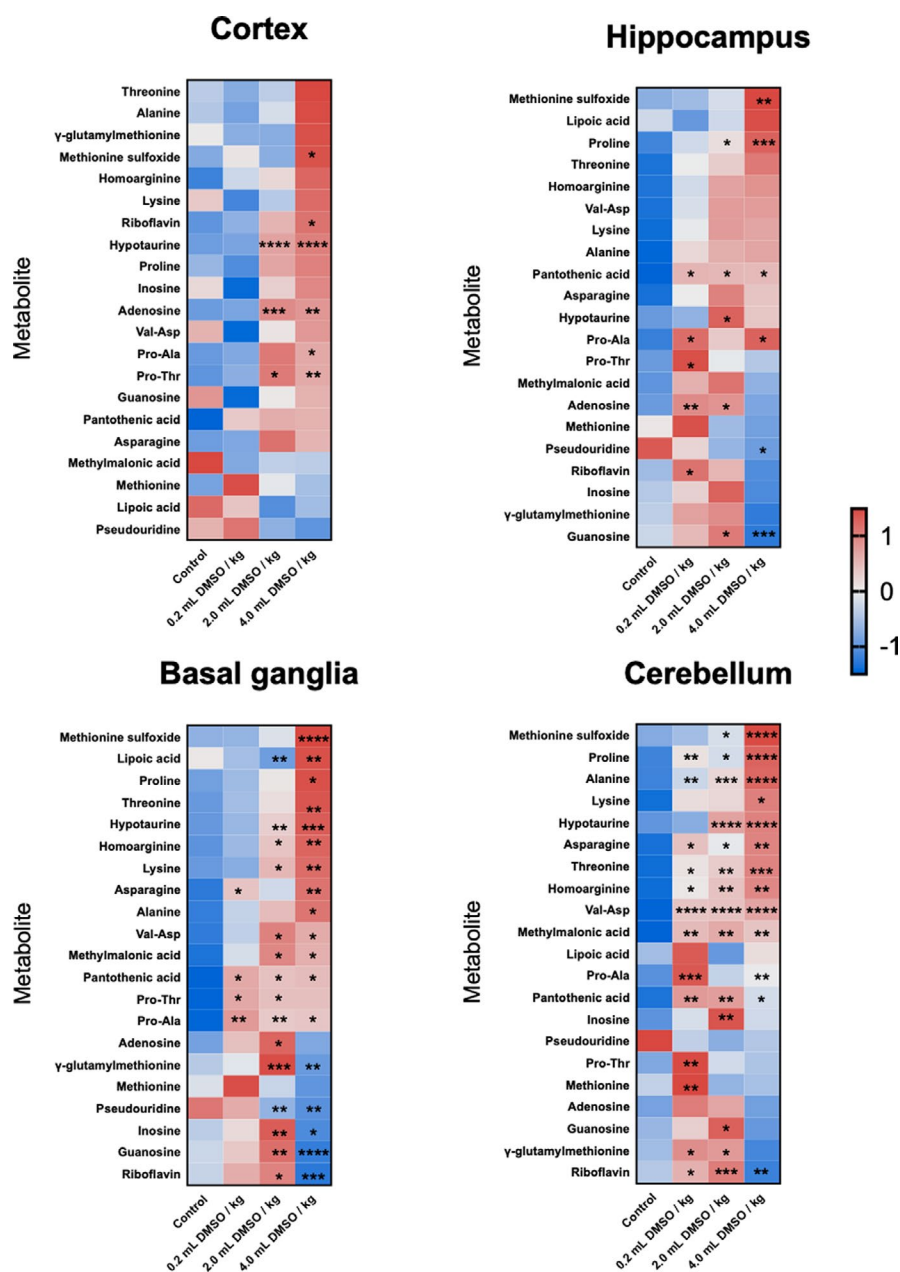 Cortex
Metabolite
Threonine
Alanine
γ-glutamylmethionine
Methionine sulfoxide *
Homoarginine
Lysine
Riboflavin *
Hypotaurine **** ****
Proline
Inosine
Adenosine *** **
Val-Asp
Pro-Ala *
Pro-Thr * **
Guanosine
Pantothenic acid
Asparagine
Methylmalonic acid
Methionine
Lipoic acid
Pseudouridine
Control
0.2 mL DMSO / kg
2.0 mL DMSO / kg
4.0 mL DMSO / kg
Hippocampus
Metabolite
Methionine sulfoxide **
Lipoic acid
Proline * ***
Threonine
Homoarginine
Val-Asp
Lysine
Alanine
Pantothenic acid * * *
Asparagine
Hypotaurine *
Pro-Ala * *
Pro-Thr *
Methylmalonic acid
Adenosine ** *
Methionine
Pseudouridine *
Riboflavin *
Inosine
γ-glutamylmethionine
Guanosine * ***
Control
0.2 mL DMSO / kg
2.0 mL DMSO / kg
4.0 mL DMSO / kg
1
0
-1
Basal ganglia
Metabolite
Methionine sulfoxide ****
Lipoic acid ** **
Proline *
Threonine **
Hypotaurine ** ***
Homoarginine * **
Lysine * **
Asparagine * **
Alanine *
Val-Asp * *
Methylmalonic acid * *
Pantothenic acid * * *
Pro-Thr * *
Pro-Ala ** ** *
Adenosine *
γ-glutamylmethionine *** **
Methionine
Pseudouridine ** **
Inosine ** *
Guanosine ** ****
Riboflavin * ***
Control
0.2 mL DMSO / kg
2.0 mL DMSO / kg
4.0 mL DMSO / kg
Cerebellum
Metabolite
Methionine sulfoxide * ****
Proline ** * ****
Alanine ** *** ****
Lysine *
Hypotaurine **** ****
Asparagine * * **
Threonine * ** ***
Homoarginine * ** **
Val-Asp **** **** ****
Methylmalonic acid ** ** **
Lipoic acid
Pro-Ala *** **
Pantothenic acid ** ** *
Inosine **
Pseudouridine
Pro-Thr **
Methionine **
Adenosine
Guanosine *
γ-glutamylmethionine * *
Riboflavin * *** **
Control
0.2 mL DMSO / kg
2.0 mL DMSO / kg
4.0 mL DMSO / kg